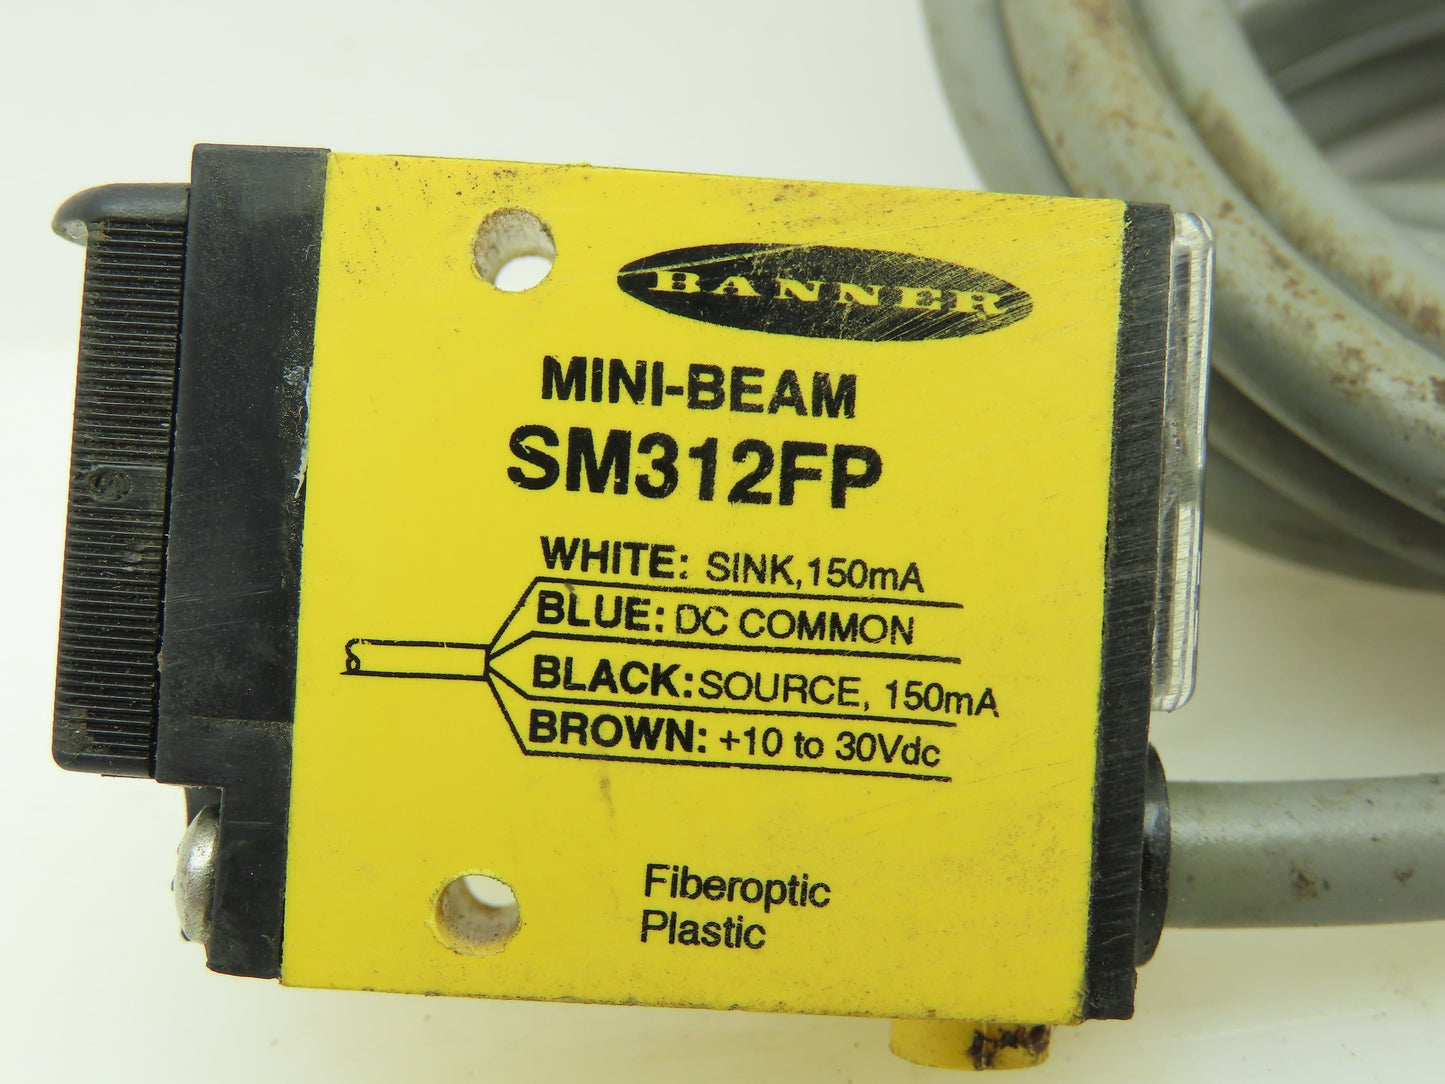 BANNER
MINI-BEAM
SM312FP
WHITE: SINK, 150mA
BLUE: DC COMMON
BLACK: SOURCE, 150mA
BROWN: +10 to 30Vdc
Fiberoptic
Plastic